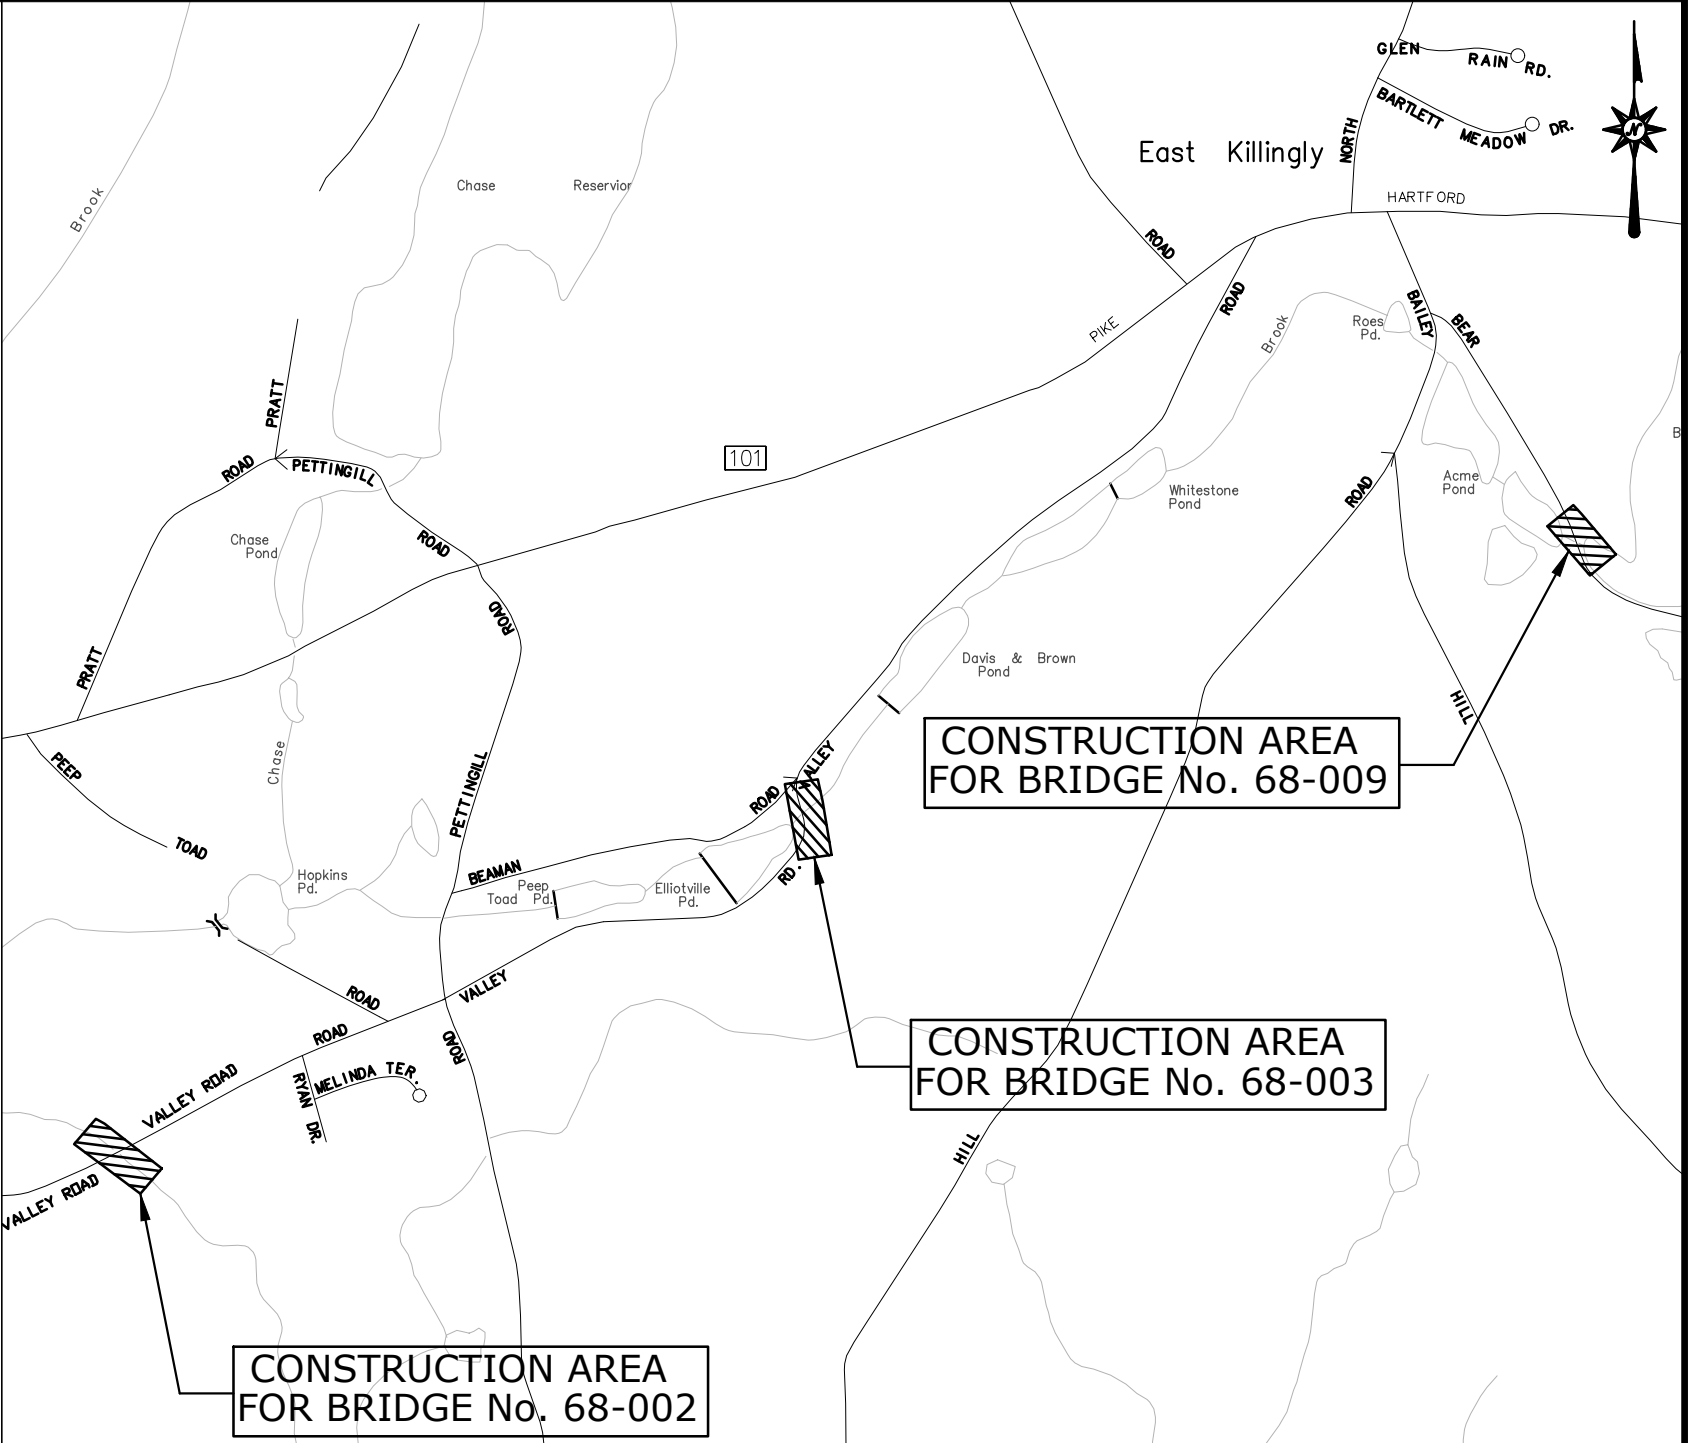 GLEN RAIN RD.
BARTLETT MEADOW DR.
N
East Killingly
NORTH
HARTFORD
Chase Reservior
Brook
ROAD
BAILEY
BEAR
ROAD
Roes
Pd.
Brook
PIKE
PRATT
B
101
ROAD
PETTINGILL
Acme
Pond
Whitestone
Pond
ROAD
Chase
Pond
ROAD
ROAD
PRATT
Davis & Brown
Pond
HILL
CONSTRUCTION AREA
FOR BRIDGE No. 68-009
PEEP
Chase
PETTINGILL
VALLEY
ROAD
TOAD
BEAMAN
Hopkins
Pd.
Peep
Toad Pd.
Elliotville
Pd.
RD.
ROAD
VALLEY
ROAD
ROAD
CONSTRUCTION AREA
FOR BRIDGE No. 68-003
VALLEY ROAD
RYAN DR.
MELINDA TER.
HILL
VALLEY ROAD
CONSTRUCTION AREA
FOR BRIDGE No. 68-002